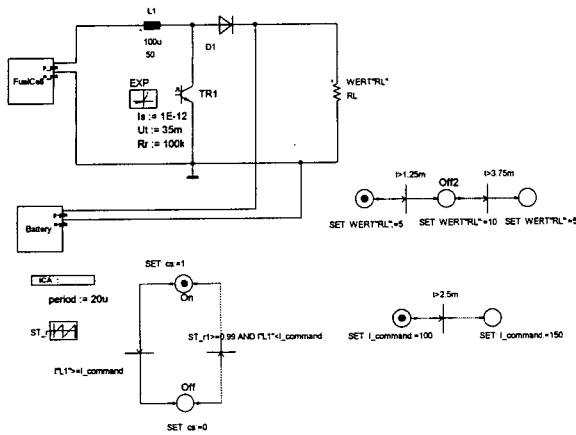 L1
100u
50
D1
FuelCell
EXP
TR1
Is := 1E-12
Ut := 35m
Rr := 100k
WERT"RL"
RL
Battery
t>1.25m
Off2
t>3.75m
SET WERT"RL":=5
SET WERT"RL":=10
SET WERT"RL":=5
ICA :
period := 20u
ST_r
SET cs:=1
On
ST_r1>=0.99 AND I"L1"<I_command
I"L1">=I_command
Off
SET cs:=0
t>2.5m
SET I_command:=100
SET I_command:=150